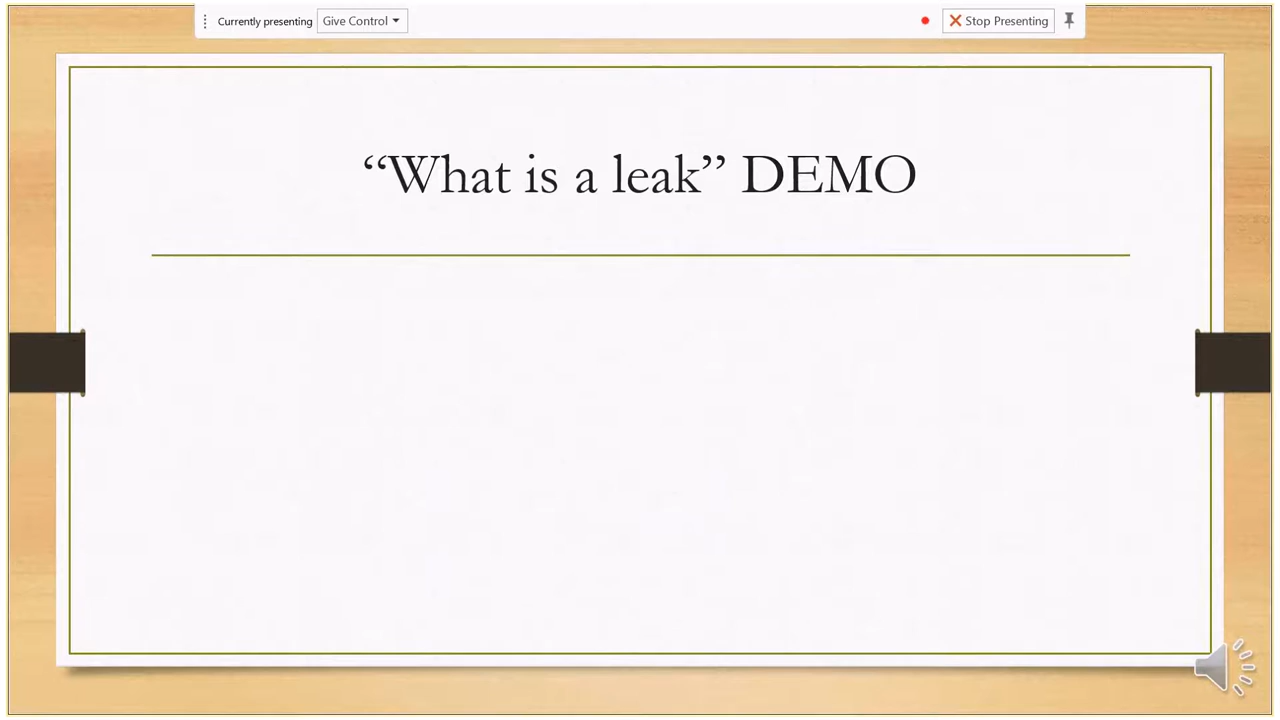 Currently presenting Give Control Stop Presenting
“What is a leak” DEMO